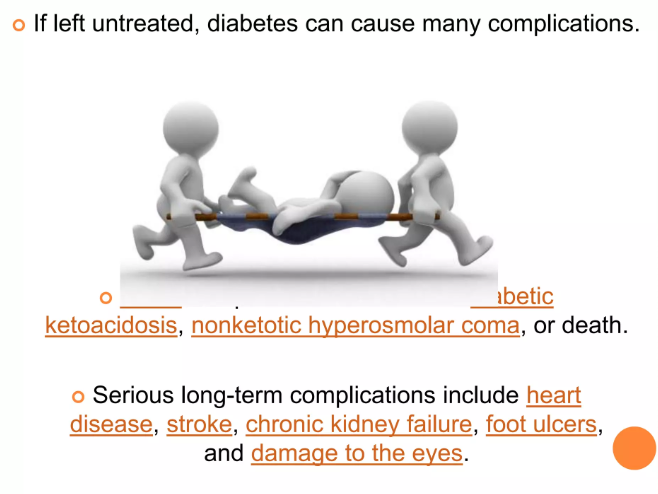 If left untreated, diabetes can cause many complications.
ketoacidosis, nonketotic hyperosmolar coma, or death.
Serious long-term complications include heart
disease, stroke, chronic kidney failure, foot ulcers,
and damage to the eyes.